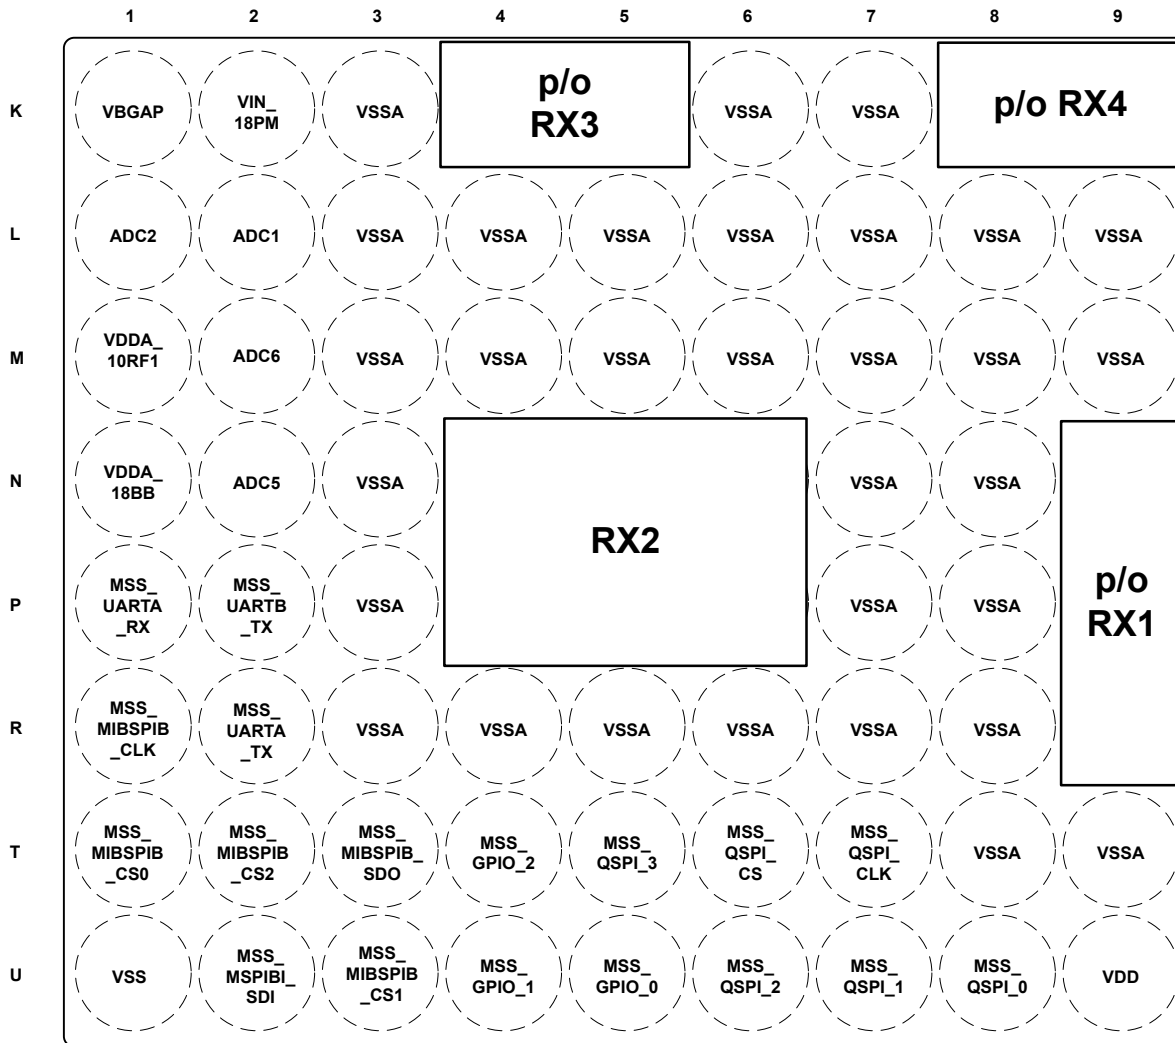 1 2 3 4 5 6 7 8 9
K
VBGAP
VIN_
18PM
VSSA
p/o
RX3
VSSA
VSSA
p/o RX4
L
ADC2
ADC1
VSSA
VSSA
VSSA
VSSA
VSSA
VSSA
VSSA
M
VDDA_
10RF1
ADC6
VSSA
VSSA
VSSA
VSSA
VSSA
VSSA
VSSA
N
VDDA_
18BB
ADC5
VSSA
RX2
VSSA
VSSA
p/o
RX1
P
MSS_
UARTA
_RX
MSS_
UARTB
_TX
VSSA
VSSA
VSSA
R
MSS_
MIBSPIB
_CLK
MSS_
UARTA
_TX
VSSA
VSSA
VSSA
VSSA
VSSA
VSSA
T
MSS_
MIBSPIB
_CS0
MSS_
MIBSPIB
_CS2
MSS_
MIBSPIB_
SDO
MSS_
GPIO_2
MSS_
QSPI_3
MSS_
QSPI_
CS
MSS_
QSPI_
CLK
VSSA
VSSA
U
VSS
MSS_
MSPIBI_
SDI
MSS_
MIBSPIB
_CS1
MSS_
GPIO_1
MSS_
GPIO_0
MSS_
QSPI_2
MSS_
QSPI_1
MSS_
QSPI_0
VDD